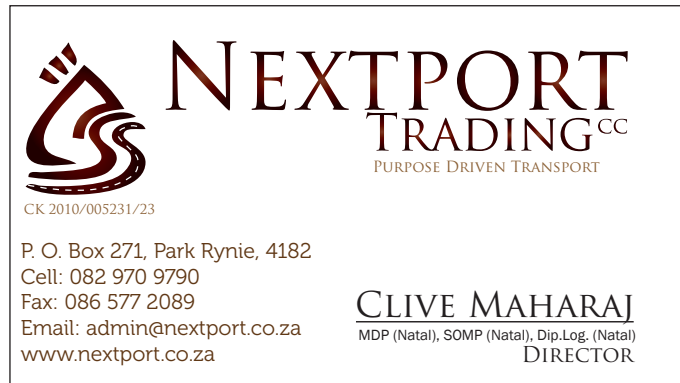 NEXTPORT
TRADING CC
PURPOSE DRIVEN TRANSPORT
CK 2010/005231/23
P. O. Box 271, Park Rynie, 4182
Cell: 082 970 9790
Fax: 086 577 2089
Email: admin@nextport.co.za
www.nextport.co.za
CLIVE MAHARAJ
MDP (Natal), SOMP (Natal), Dip.Log. (Natal)
DIRECTOR